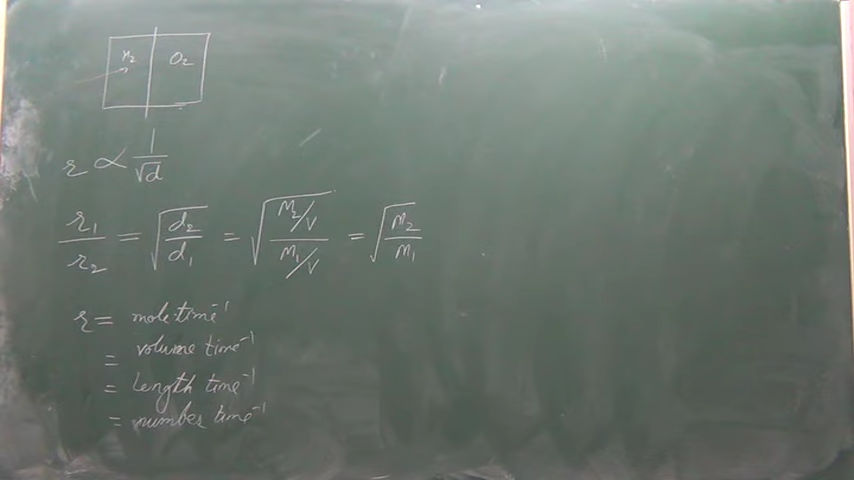 H₂ O₂
r ∝ 1/√d
r₁/r₂ = √(d₂/d₁) = √((M₂/V)/(M₁/V)) = √(M₂/M₁)
r = mole time⁻¹
= volume time⁻¹
= length time⁻¹
= number time⁻¹